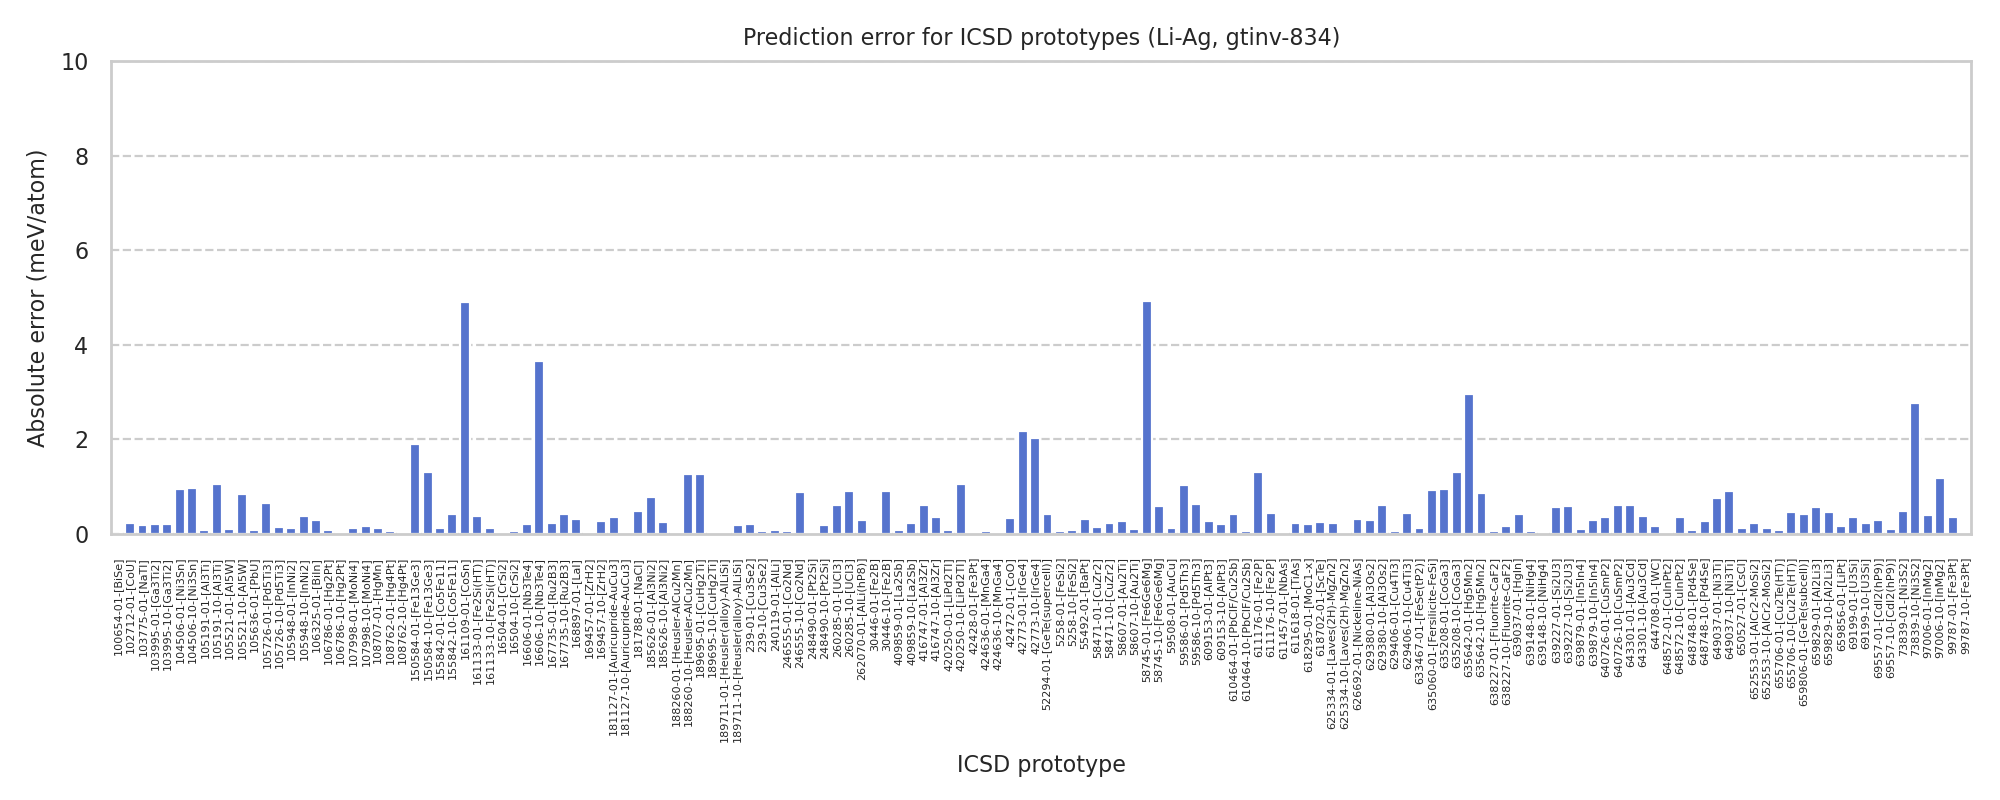 Prediction error for ICSD prototypes (Li-Ag, gtinv-834)
Absolute error (meV/atom)
10
8
6
4
2
0
100654-01-[BiSe]
102712-01-[CoU]
103775-01-[NaTl]
103995-01-[Ga3Ti2]
103995-10-[Ga3Ti2]
104506-01-[Ni3Sn]
104506-10-[Ni3Sn]
105191-01-[Al3Ti]
105191-10-[Al3Ti]
105521-01-[Al5W]
105521-10-[Al5W]
105636-01-[PbU]
105726-01-[Pd5Ti3]
105726-10-[Pd5Ti3]
105948-01-[InNi2]
105948-10-[InNi2]
106325-01-[BiIn]
106786-01-[Hg2Pt]
106786-10-[Hg2Pt]
107998-01-[MoNi4]
107998-10-[MoNi4]
108707-01-[HgMn]
108762-01-[Hg4Pt]
108762-10-[Hg4Pt]
150584-01-[Fe13Ge3]
150584-10-[Fe13Ge3]
155842-01-[Co5Fe11]
155842-10-[Co5Fe11]
161109-01-[CoSn]
161133-01-[Fe2Si(HT)]
161133-10-[Fe2Si(HT)]
16504-01-[CrSi2]
16504-10-[CrSi2]
16606-01-[Nb3Te4]
16606-10-[Nb3Te4]
167735-01-[Ru2B3]
167735-10-[Ru2B3]
168897-01-[LaI]
169457-01-[ZrH2]
169457-10-[ZrH2]
181127-01-[Auricupride-AuCu3]
181127-10-[Auricupride-AuCu3]
181788-01-[NaCl]
185626-01-[Al3Ni2]
185626-10-[Al3Ni2]
188260-01-[Heusler-AlCu2Mn]
188260-10-[Heusler-AlCu2Mn]
189695-01-[CuHg2Ti]
189695-10-[CuHg2Ti]
189711-01-[Heusler(alloy)-AlLiSi]
189711-10-[Heusler(alloy)-AlLiSi]
239-01-[Cu3Se2]
239-10-[Cu3Se2]
240119-01-[AlLi]
246555-01-[Co2Nd]
246555-10-[Co2Nd]
248490-01-[Pt2Si]
248490-10-[Pt2Si]
260285-01-[UCl3]
260285-10-[UCl3]
262070-01-[AlLi(hP8)]
30446-01-[Fe2B]
30446-10-[Fe2B]
409859-01-[La2Sb]
409859-10-[La2Sb]
416747-01-[Al3Zr]
416747-10-[Al3Zr]
420250-01-[LiPd2Tl]
420250-10-[LiPd2Tl]
42428-01-[Fe3Pt]
424636-01-[MnGa4]
424636-10-[MnGa4]
42472-01-[CoO]
42773-01-[IrGe4]
42773-10-[IrGe4]
52294-01-[GeTe(supercell)]
5258-01-[FeSi2]
5258-10-[FeSi2]
55492-01-[BaPt]
58471-01-[CuZr2]
58471-10-[CuZr2]
58607-01-[Au2Ti]
58607-10-[Au2Ti]
58745-01-[Fe6Ge6Mg]
58745-10-[Fe6Ge6Mg]
59508-01-[AuCu]
59586-01-[Pd5Th3]
59586-10-[Pd5Th3]
609153-01-[AlPt3]
609153-10-[AlPt3]
610464-01-[PbClF/Cu2Sb]
610464-10-[PbClF/Cu2Sb]
611176-01-[Fe2P]
611176-10-[Fe2P]
611457-01-[NbAs]
611618-01-[TiAs]
618295-01-[MoC1-x]
618702-01-[ScTe]
625334-01-[Laves(2H)-MgZn2]
625334-10-[Laves(2H)-MgZn2]
626692-01-[Nickeline-NiAs]
629380-01-[Al3Os2]
629380-10-[Al3Os2]
629406-01-[Cu4Ti3]
629406-10-[Cu4Ti3]
633467-01-[FeSe(tP2)]
635060-01-[Fersilicite-FeSi]
635208-01-[CoGa3]
635208-10-[CoGa3]
635642-01-[Hg5Mn2]
635642-10-[Hg5Mn2]
638227-01-[Fluorite-CaF2]
638227-10-[Fluorite-CaF2]
639037-01-[HgIn]
639148-01-[NiHg4]
639148-10-[NiHg4]
639227-01-[Si2U3]
639227-10-[Si2U3]
639879-01-[In5In4]
639879-10-[In5In4]
640726-01-[CuSmP2]
640726-10-[CuSmP2]
643301-01-[Au3Cd]
643301-10-[Au3Cd]
644708-01-[WC]
648572-01-[CuInPt2]
648572-10-[CuInPt2]
648748-01-[Pd4Se]
648748-10-[Pd4Se]
649037-01-[Ni3Ti]
649037-10-[Ni3Ti]
650527-01-[CsCl]
652553-01-[AlCr2-MoSi2]
652553-10-[AlCr2-MoSi2]
655706-01-[Cu2Te(HT)]
655706-10-[Cu2Te(HT)]
659806-01-[GeTe(subcell)]
659829-01-[Al2Li3]
659829-10-[Al2Li3]
659856-01-[LiPt]
69199-01-[U3Si]
69199-10-[U3Si]
69557-01-[CdI2(hP9)]
69557-10-[CdI2(hP9)]
73839-01-[Ni3S2]
73839-10-[Ni3S2]
97006-01-[InMg2]
97006-10-[InMg2]
99787-01-[Fe3Pt]
99787-10-[Fe3Pt]
ICSD prototype